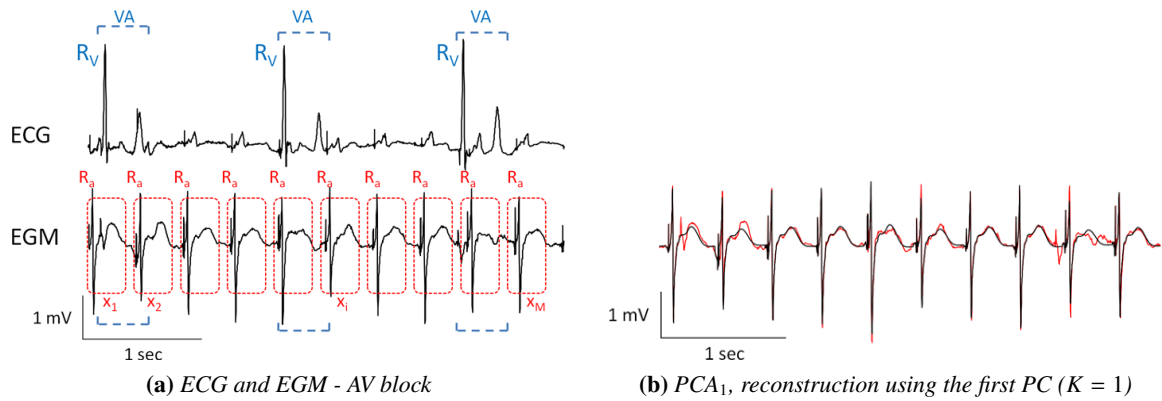 VA VA VA
R_V R_V R_V
ECG
R_a R_a R_a R_a R_a R_a R_a R_a R_a R_a
EGM
x_1 x_2 x_i x_M
1 mV
1 sec
1 mV
1 sec
(a) ECG and EGM - AV block
(b) PCA_1, reconstruction using the first PC (K = 1)